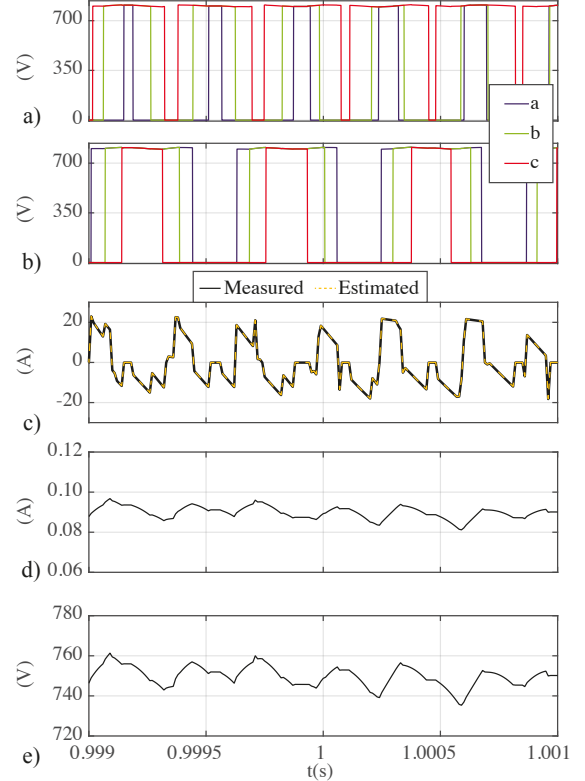 700
350
0
(V)
a)
a
b
c
700
350
0
(V)
b)
Measured Estimated
20
0
-20
(A)
c)
0.12
0.10
0.08
0.06
(A)
d)
780
760
740
720
(V)
e)
0.999 0.9995 1 1.0005 1.001
t(s)